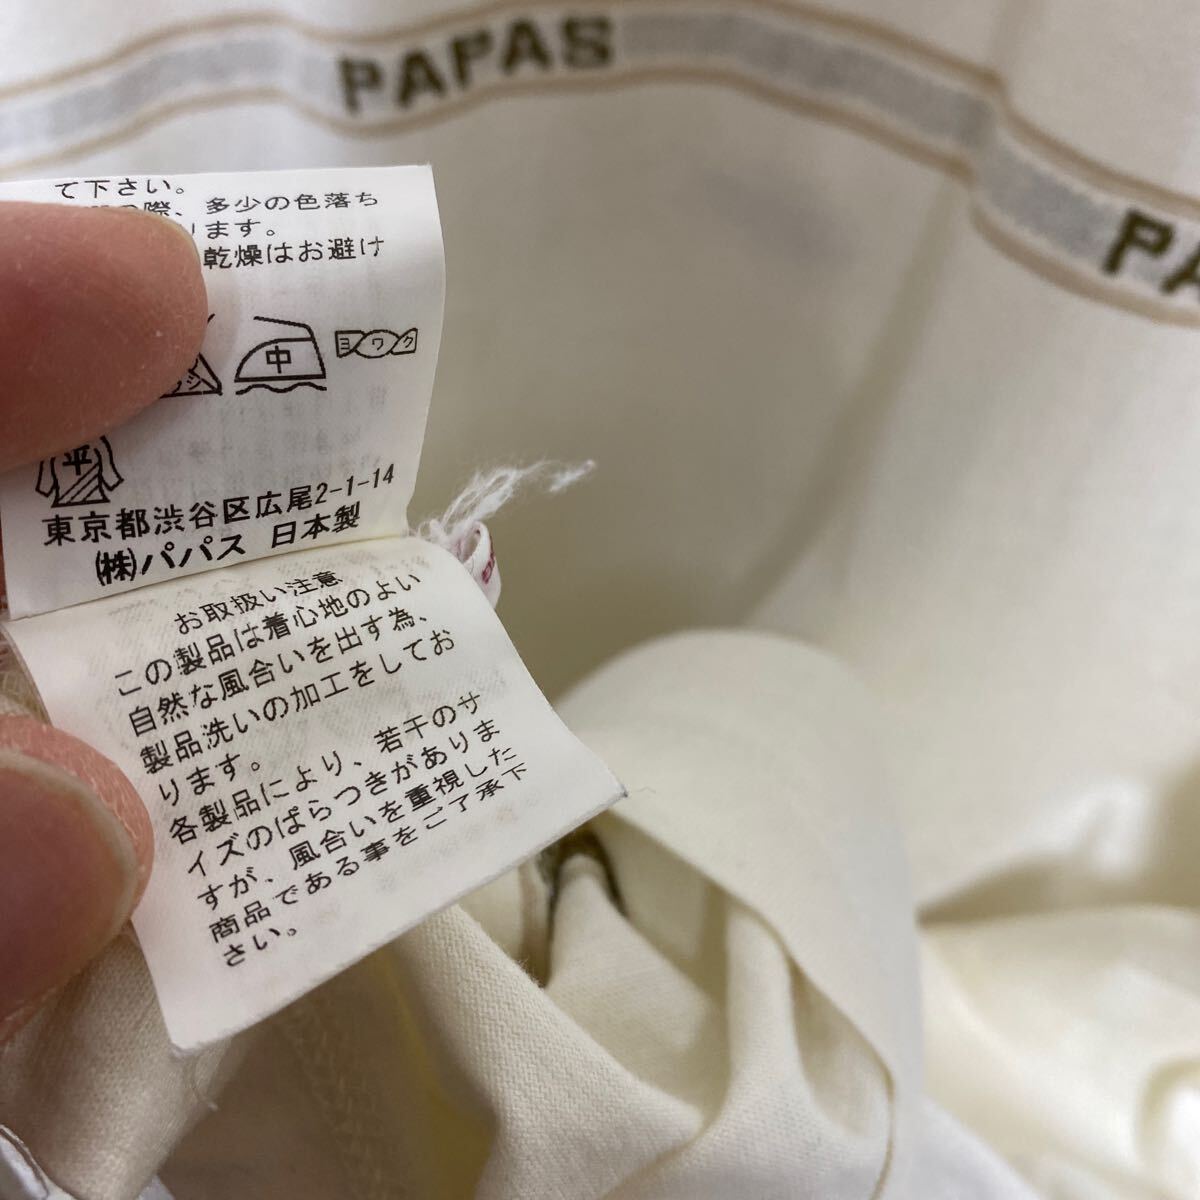 PAPAS
PA
て下さい。
の際、多少の色落ち
ります。
乾燥はお避け
中
ヨワク
平
東京都渋谷区広尾2-1-14
㈱パパス 日本製
お取扱い注意
この製品は着心地のよい
自然な風合いを出す為、
製品洗いの加工をしてお
ります。
各製品により、若干のサ
イズのばらつきがありま
すが、風合いを重視した
商品である事をご了承下
さい。